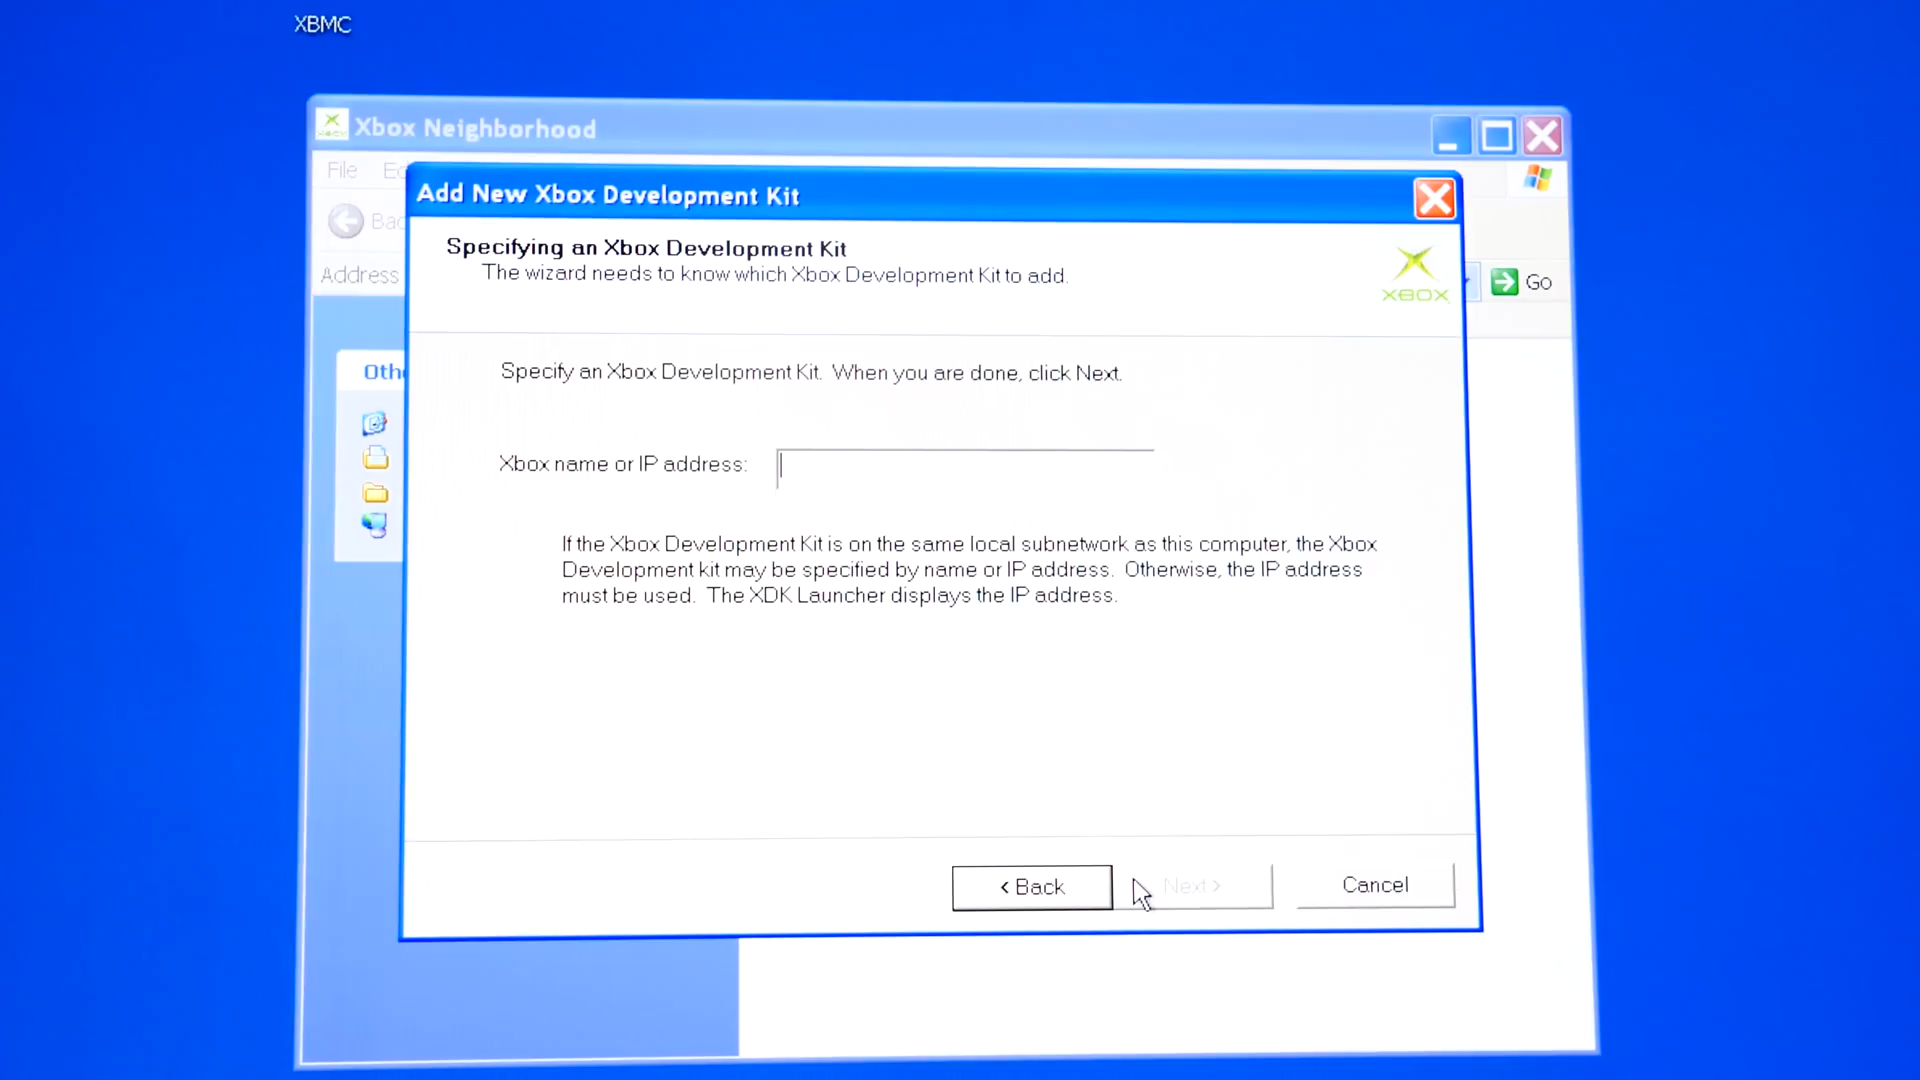 XBMC
Xbox Neighborhood
File
Add New Xbox Development Kit
Specifying an Xbox Development Kit
The wizard needs to know which Xbox Development Kit to add.
XBOX
Address
Go
Specify an Xbox Development Kit. When you are done, click Next.
Xbox name or IP address:
If the Xbox Development Kit is on the same local subnetwork as this computer, the Xbox
Development kit may be specified by name or IP address. Otherwise, the IP address
must be used. The XDK Launcher displays the IP address.
< Back
Next >
Cancel